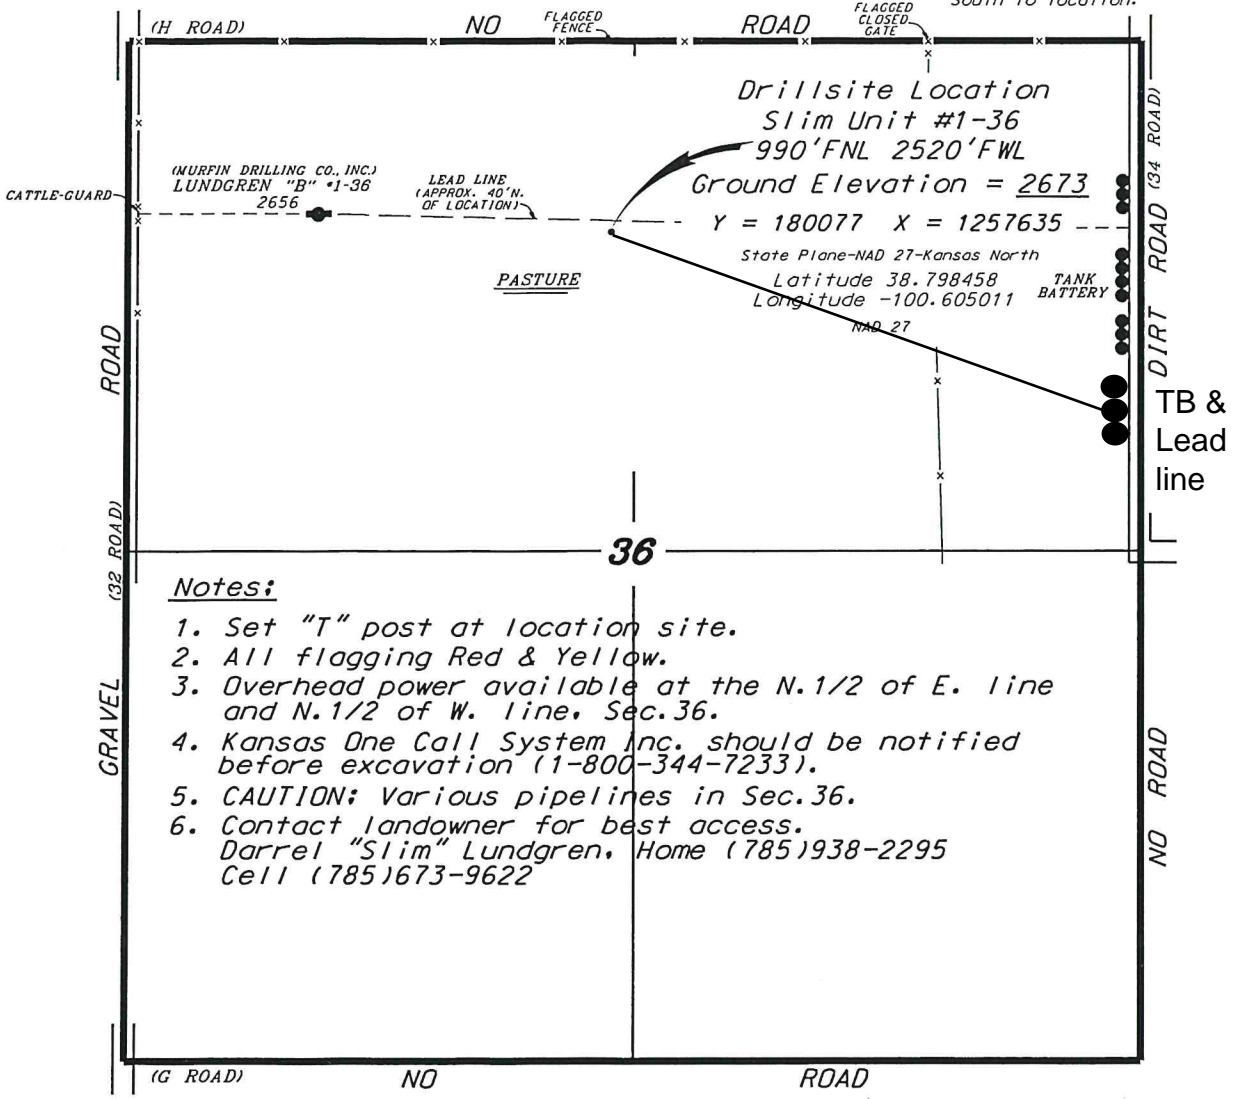 South to location.
(H ROAD)
NO
FLAGGED
FENCE
ROAD
FLAGGED
CLOSED
GATE
Drillsite Location
Slim Unit #1-36
990'FNL 2520'FWL
Ground Elevation = 2673
Y = 180077 X = 1257635
State Plane-NAD 27-Kansas North
Latitude 38.798458
Longitude -100.605011
NAD 27
(MURFIN DRILLING CO., INC.)
LUNDGREN "B" #1-36
2656
CATTLE-GUARD
LEAD LINE
(APPROX. 40'N.
OF LOCATION)
PASTURE
TANK
BATTERY
DIRT ROAD (34 ROAD)
TB &
Lead
line
GRAVEL (32 ROAD) ROAD
36
Notes:
1. Set "T" post at location site.
2. All flagging Red & Yellow.
3. Overhead power available at the N.1/2 of E. line
and N.1/2 of W. line, Sec.36.
4. Kansas One Call System Inc. should be notified
before excavation (1-800-344-7233).
5. CAUTION: Various pipelines in Sec.36.
6. Contact landowner for best access.
Darrel "Slim" Lundgren, Home (785)938-2295
Cell (785)673-9622
NO ROAD
(G ROAD)
NO
ROAD